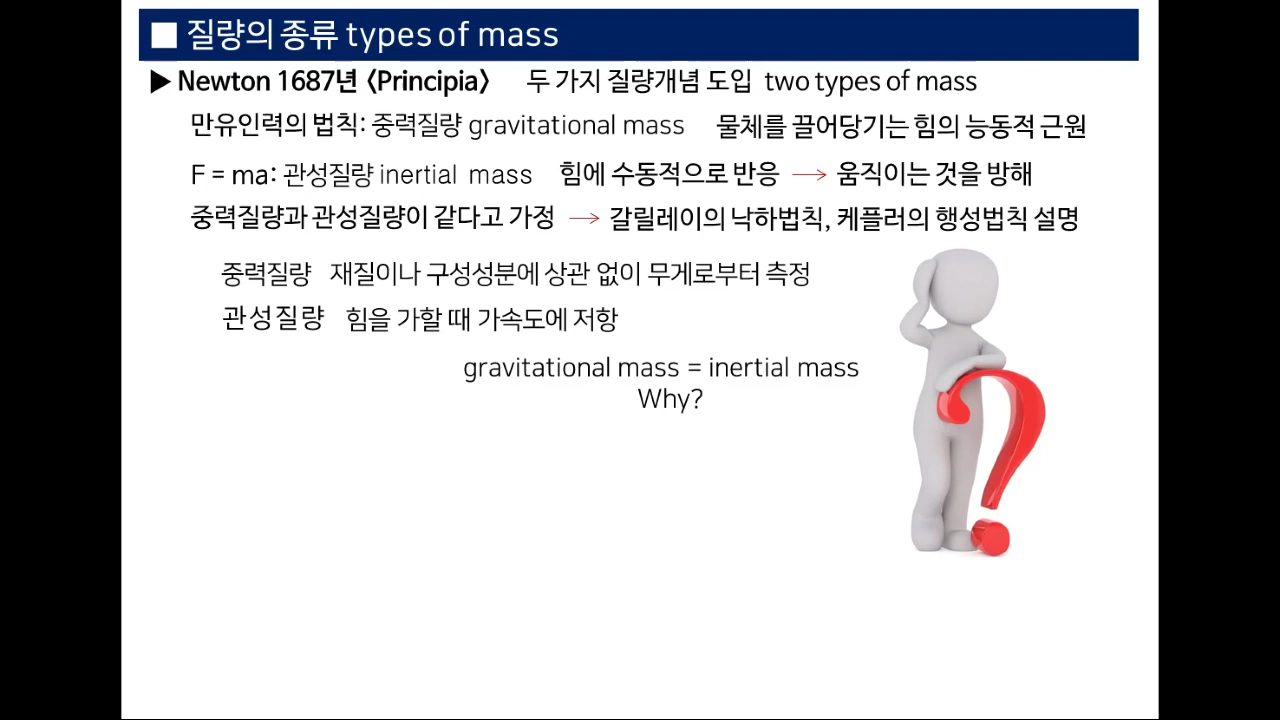 ■ 질량의 종류 types of mass
▶ Newton 1687년 <Principia> 두 가지 질량개념 도입 two types of mass
만유인력의 법칙: 중력질량 gravitational mass 물체를 끌어당기는 힘의 능동적 근원
F = ma: 관성질량 inertial mass 힘에 수동적으로 반응 → 움직이는 것을 방해
중력질량과 관성질량이 같다고 가정 → 갈릴레이의 낙하법칙, 케플러의 행성법칙 설명
중력질량 재질이나 구성성분에 상관 없이 무게로부터 측정
관성질량 힘을 가할 때 가속도에 저항
gravitational mass = inertial mass
Why?